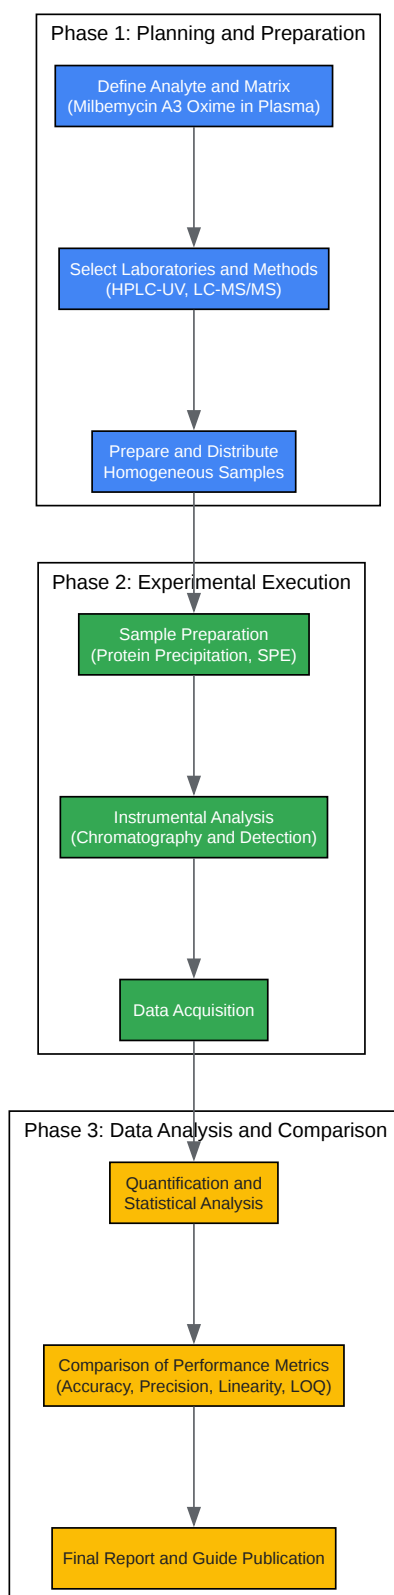 Phase 1: Planning and Preparation
Define Analyte and Matrix
(Milbemycin A3 Oxime in Plasma)
Select Laboratories and Methods
(HPLC-UV, LC-MS/MS)
Prepare and Distribute
Homogeneous Samples
Phase 2: Experimental Execution
Sample Preparation
(Protein Precipitation, SPE)
Instrumental Analysis
(Chromatography and Detection)
Data Acquisition
Phase 3: Data Analysis and Comparison
Quantification and
Statistical Analysis
Comparison of Performance Metrics
(Accuracy, Precision, Linearity, LOQ)
Final Report and Guide Publication